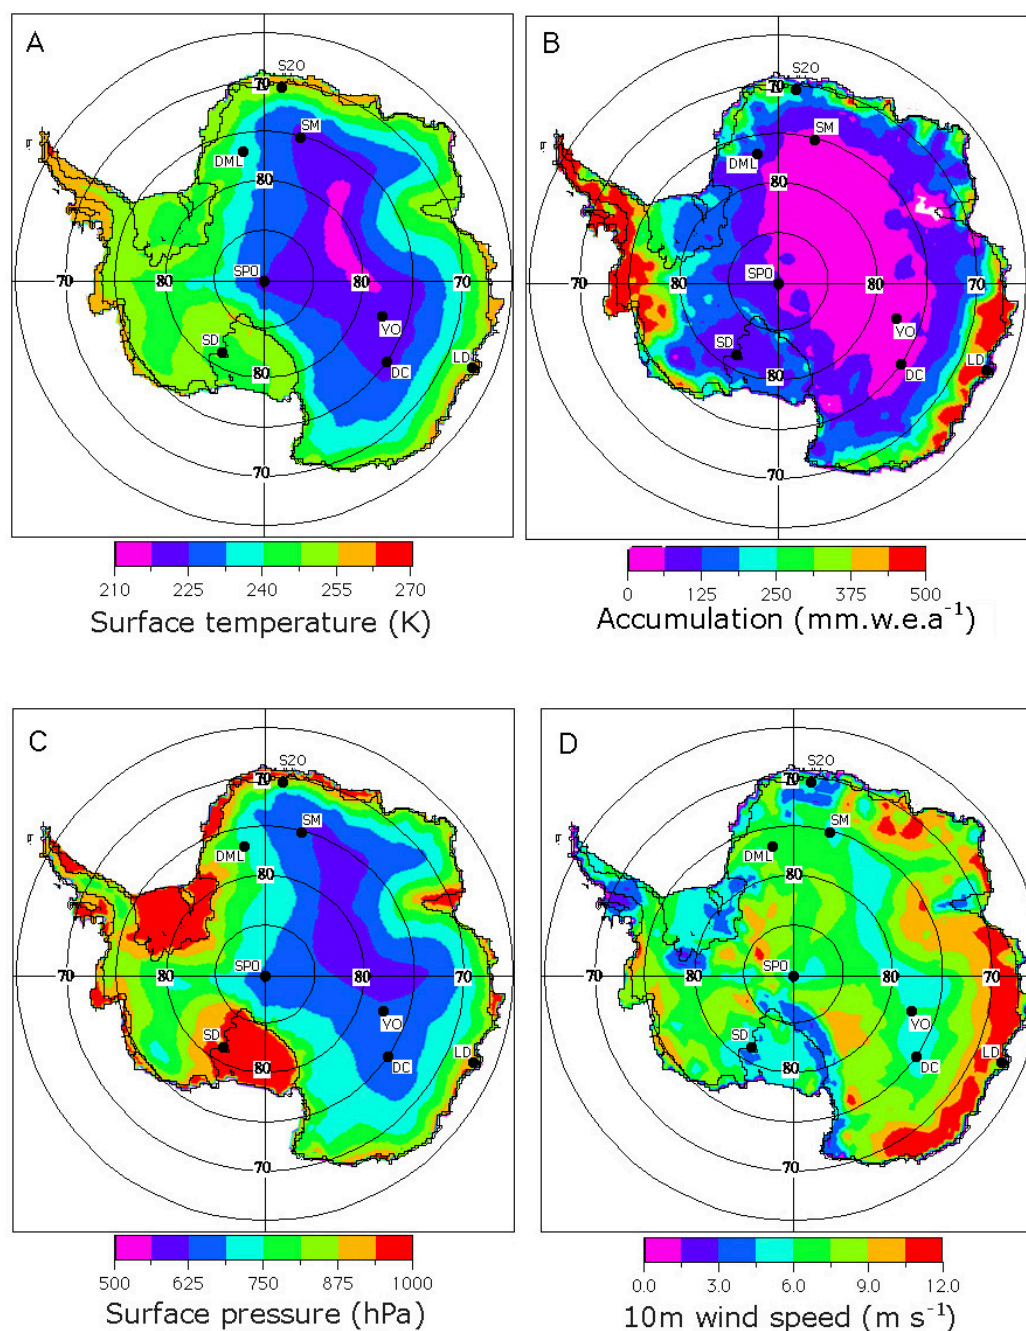 A
S20
70
SM
DML
80
SPO
70
80
80
70
VO
SD
LD
DC
80
70
210 225 240 255 270
Surface temperature (K)
B
S20
70
SM
DML
80
SPO
70
80
80
70
VO
SD
LD
DC
80
70
0 125 250 375 500
Accumulation (mm.w.e.a⁻¹)
C
S20
70
SM
DML
80
SPO
70
80
80
70
VO
SD
LD
DC
80
70
500 625 750 875 1000
Surface pressure (hPa)
D
S20
70
SM
DML
80
SPO
70
80
80
70
VO
SD
LD
DC
80
70
0.0 3.0 6.0 9.0 12.0
10m wind speed (m s⁻¹)